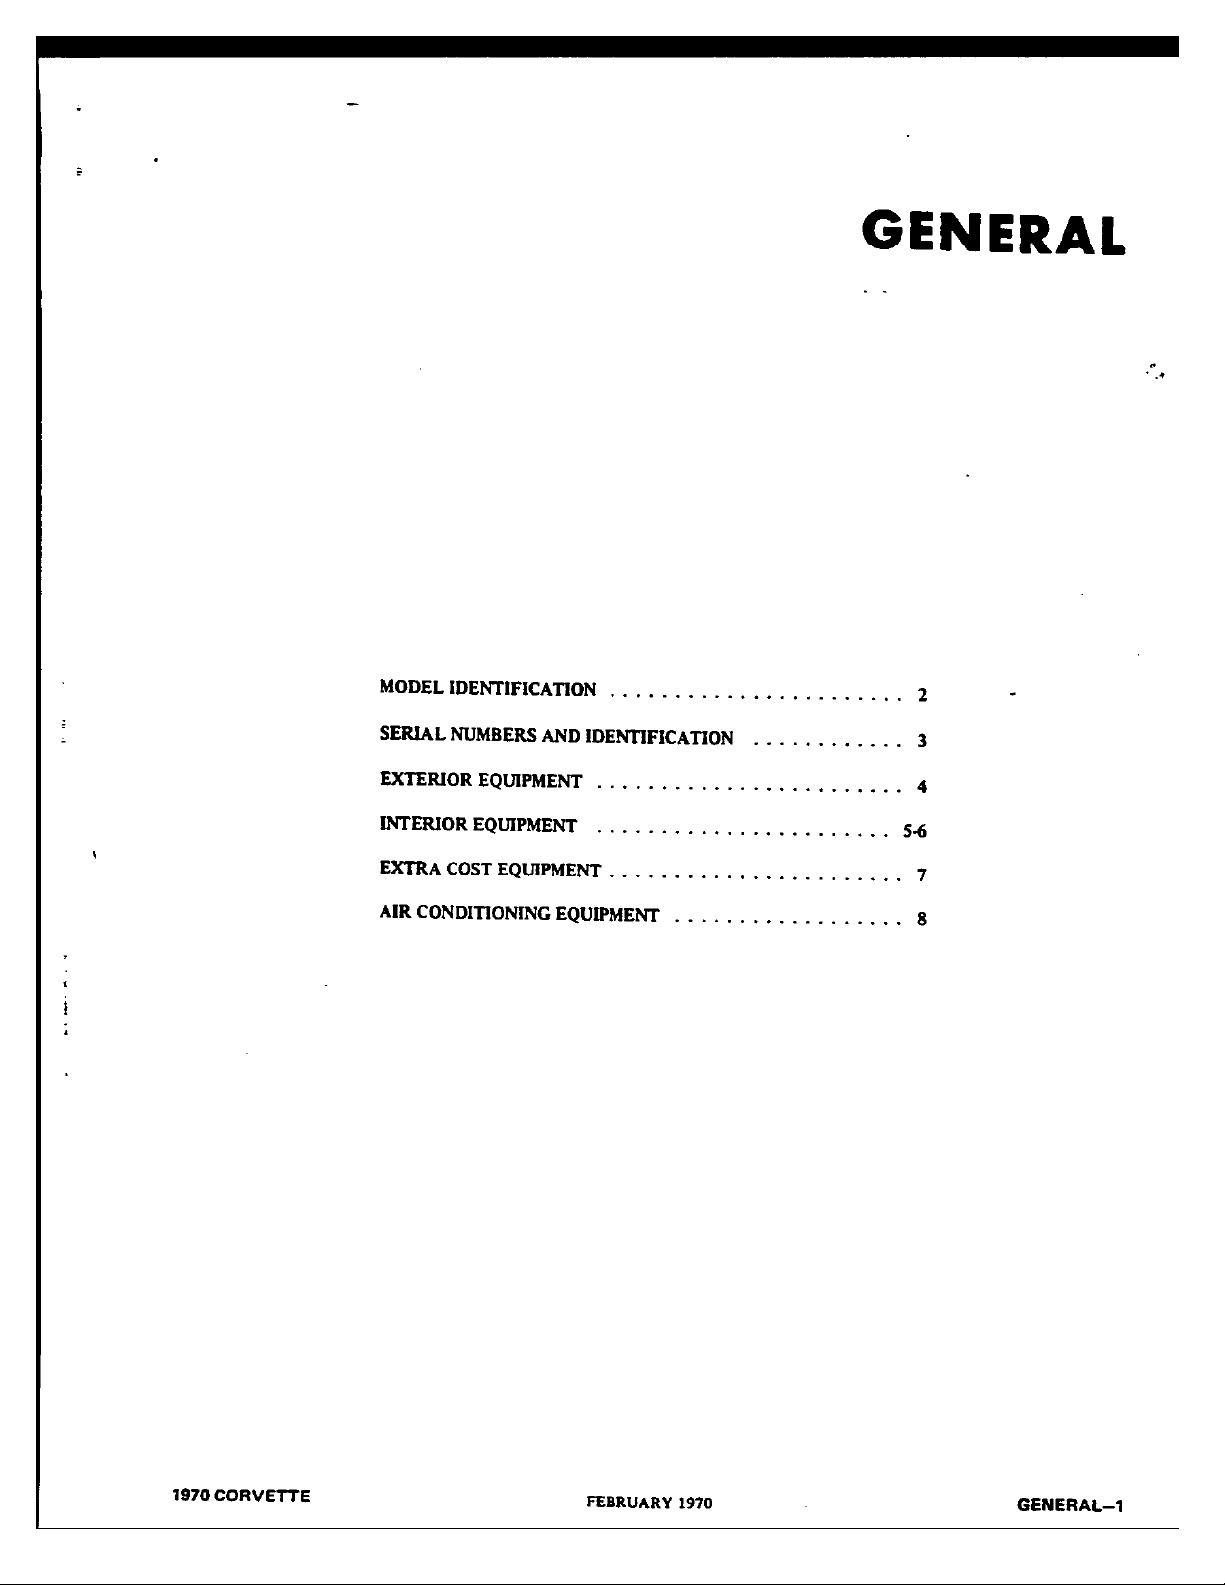 GENERAL
MODEL IDENTIFICATION . . . . . . . . . . . . . . . . . . . . . . . 2
SERIAL NUMBERS AND IDENTIFICATION . . . . . . . . . . . . 3
EXTERIOR EQUIPMENT . . . . . . . . . . . . . . . . . . . . . . . . 4
INTERIOR EQUIPMENT . . . . . . . . . . . . . . . . . . . . . . . 5-6
EXTRA COST EQUIPMENT . . . . . . . . . . . . . . . . . . . . . . . 7
AIR CONDITIONING EQUIPMENT . . . . . . . . . . . . . . . . . . 8
1970 CORVETTE FEBRUARY 1970 GENERAL—1